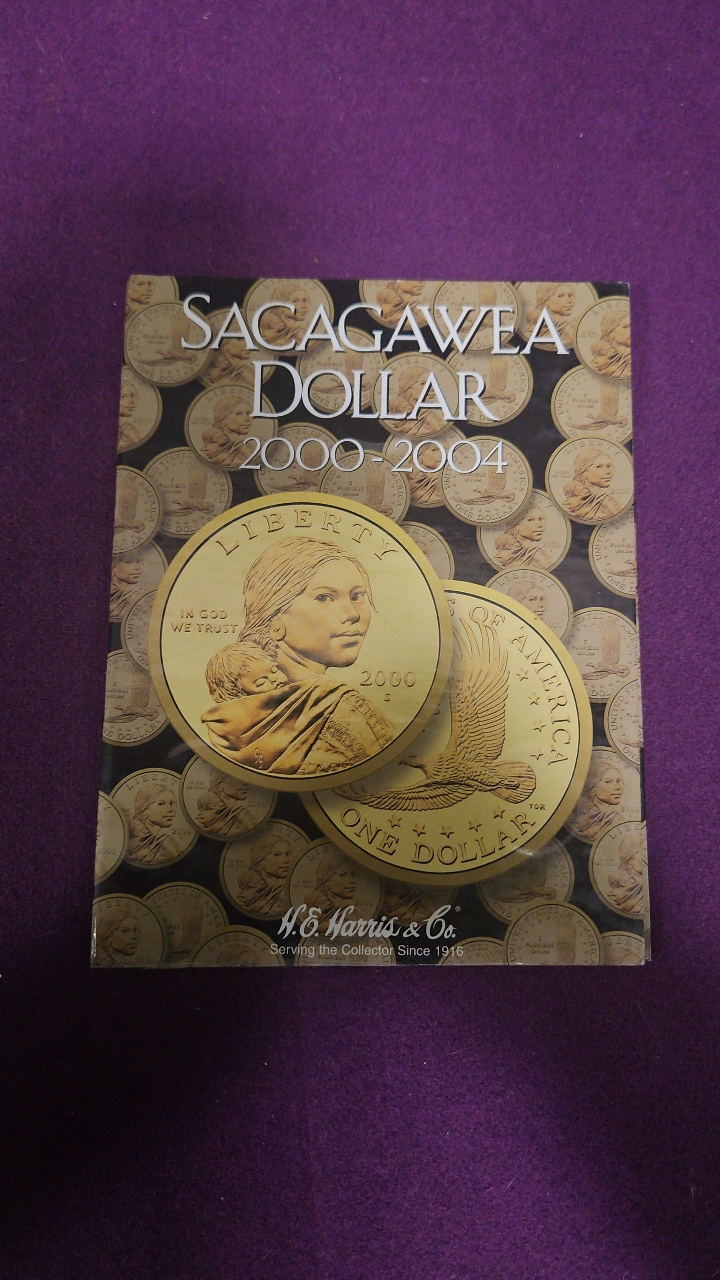 SACAGAWEA
DOLLAR
2000-2004
LIBERTY
IN GOD
WE TRUST
2000
S
S OF AMERICA
TDR
ONE DOLLAR
H.E. Harris & Co.®
Serving the Collector Since 1916